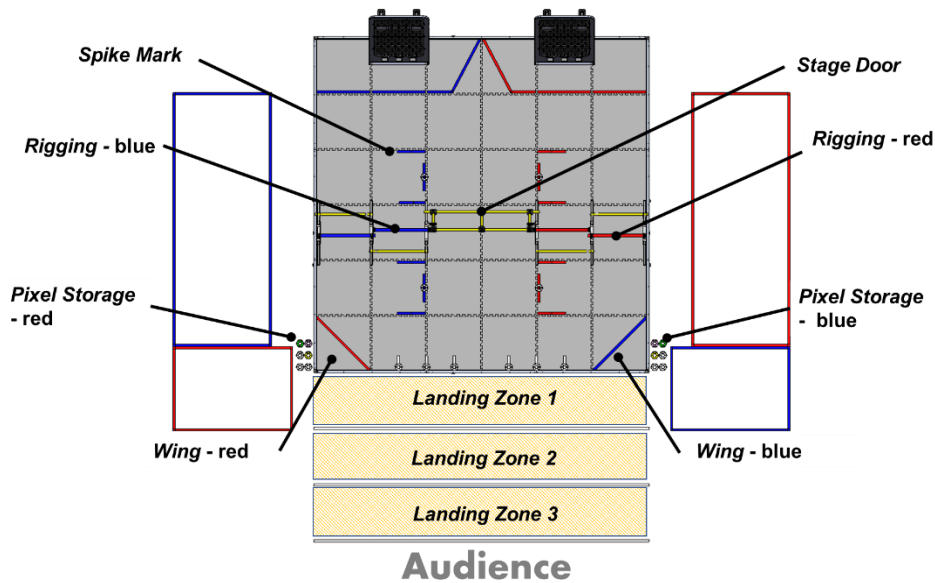 Spike Mark
Stage Door
Rigging - blue
Rigging - red
Pixel Storage
- red
Pixel Storage
- blue
Landing Zone 1
Wing - red
Landing Zone 2
Wing - blue
Landing Zone 3
Audience